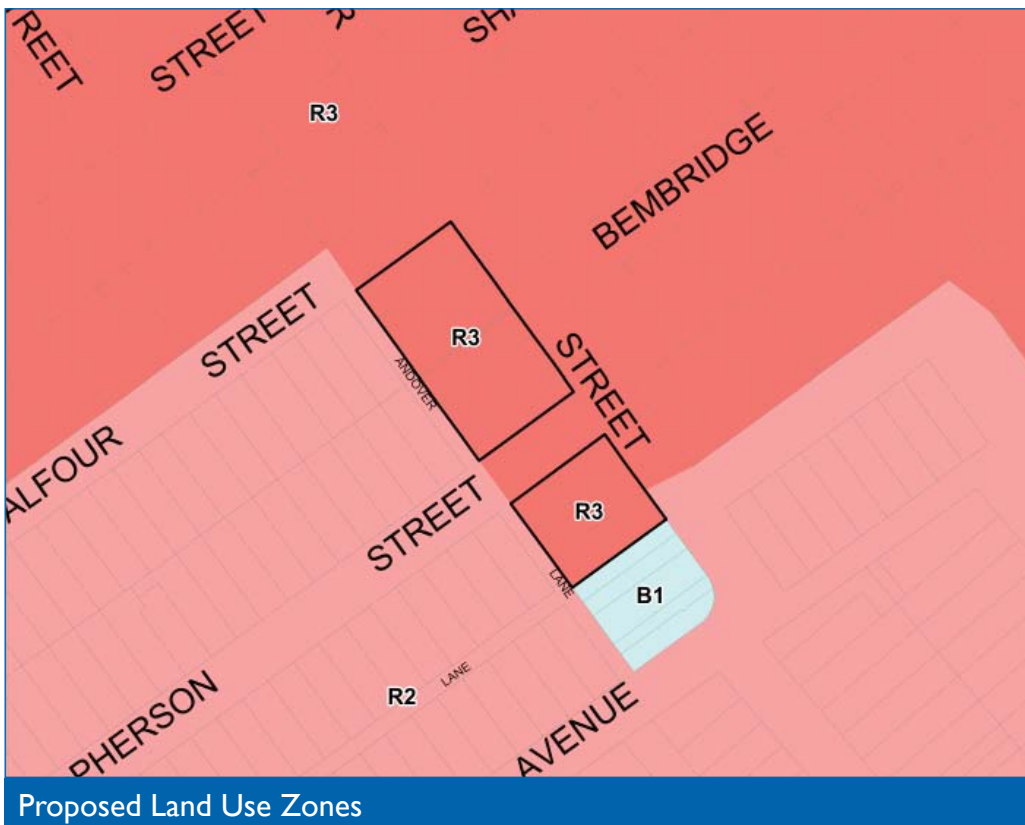 REET
STREET
R
SHA
R3
BEMBRIDGE
STREET
R3
STREET
ANDOVER
ALFOUR
STREET
R3
LANE
B1
LANE
R2
PHERSON
AVENUE
Proposed Land Use Zones